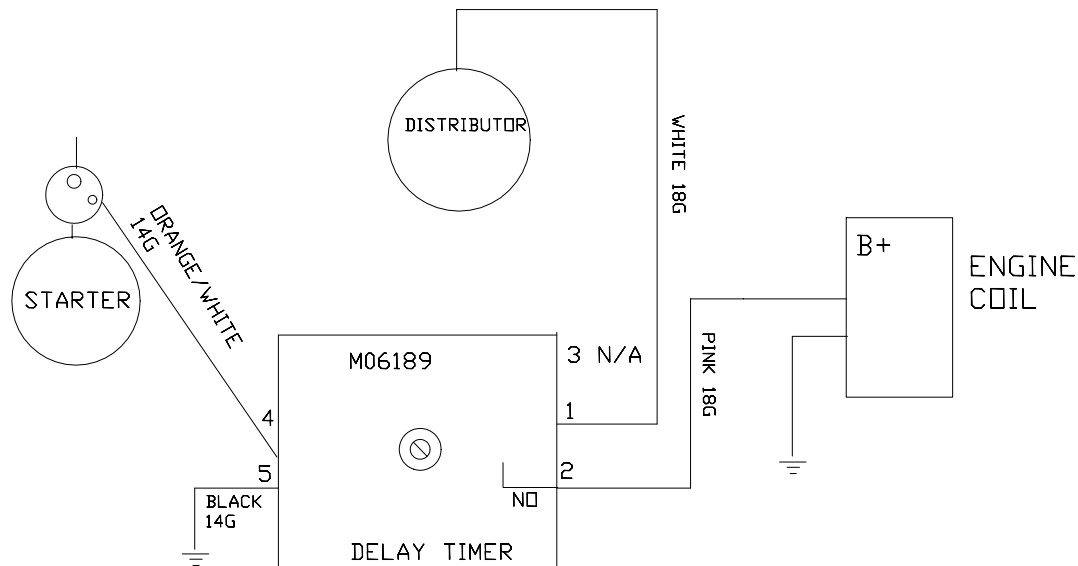 DISTRIBUTOR
WHITE 18G
ORANGE/WHITE
14G
B+
ENGINE
COIL
STARTER
M06189
3 N/A
PINK 18G
4
1
5
2
BLACK
14G
NO
DELAY TIMER